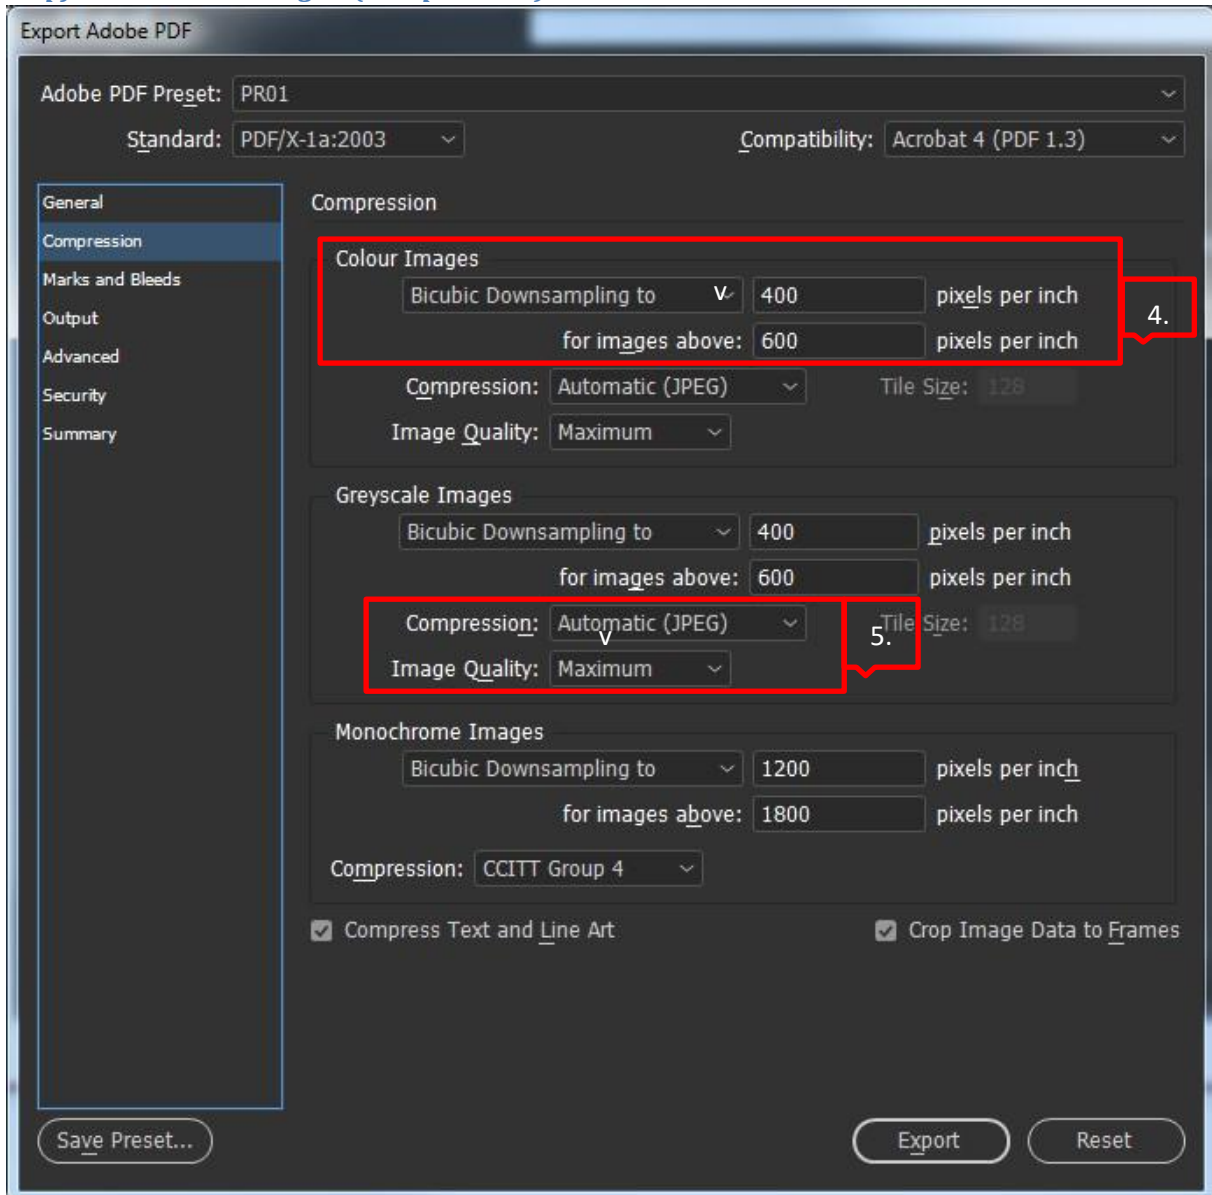 Export Adobe PDF
Adobe PDF Preset: PR01
Standard: PDF/X-1a:2003 Compatibility: Acrobat 4 (PDF 1.3)
General
Compression
Marks and Bleeds
Output
Advanced
Security
Summary
Compression
Colour Images
Bicubic Downsampling to v 400 pixels per inch
for images above: 600 pixels per inch
4.
Compression: Automatic (JPEG) Tile Size: 128
Image Quality: Maximum
Greyscale Images
Bicubic Downsampling to 400 pixels per inch
for images above: 600 pixels per inch
Compression: Automatic (JPEG) Tile Size: 128
v
5.
Image Quality: Maximum
Monochrome Images
Bicubic Downsampling to 1200 pixels per inch
for images above: 1800 pixels per inch
Compression: CCITT Group 4
Compress Text and Line Art Crop Image Data to Frames
Save Preset... Export Reset